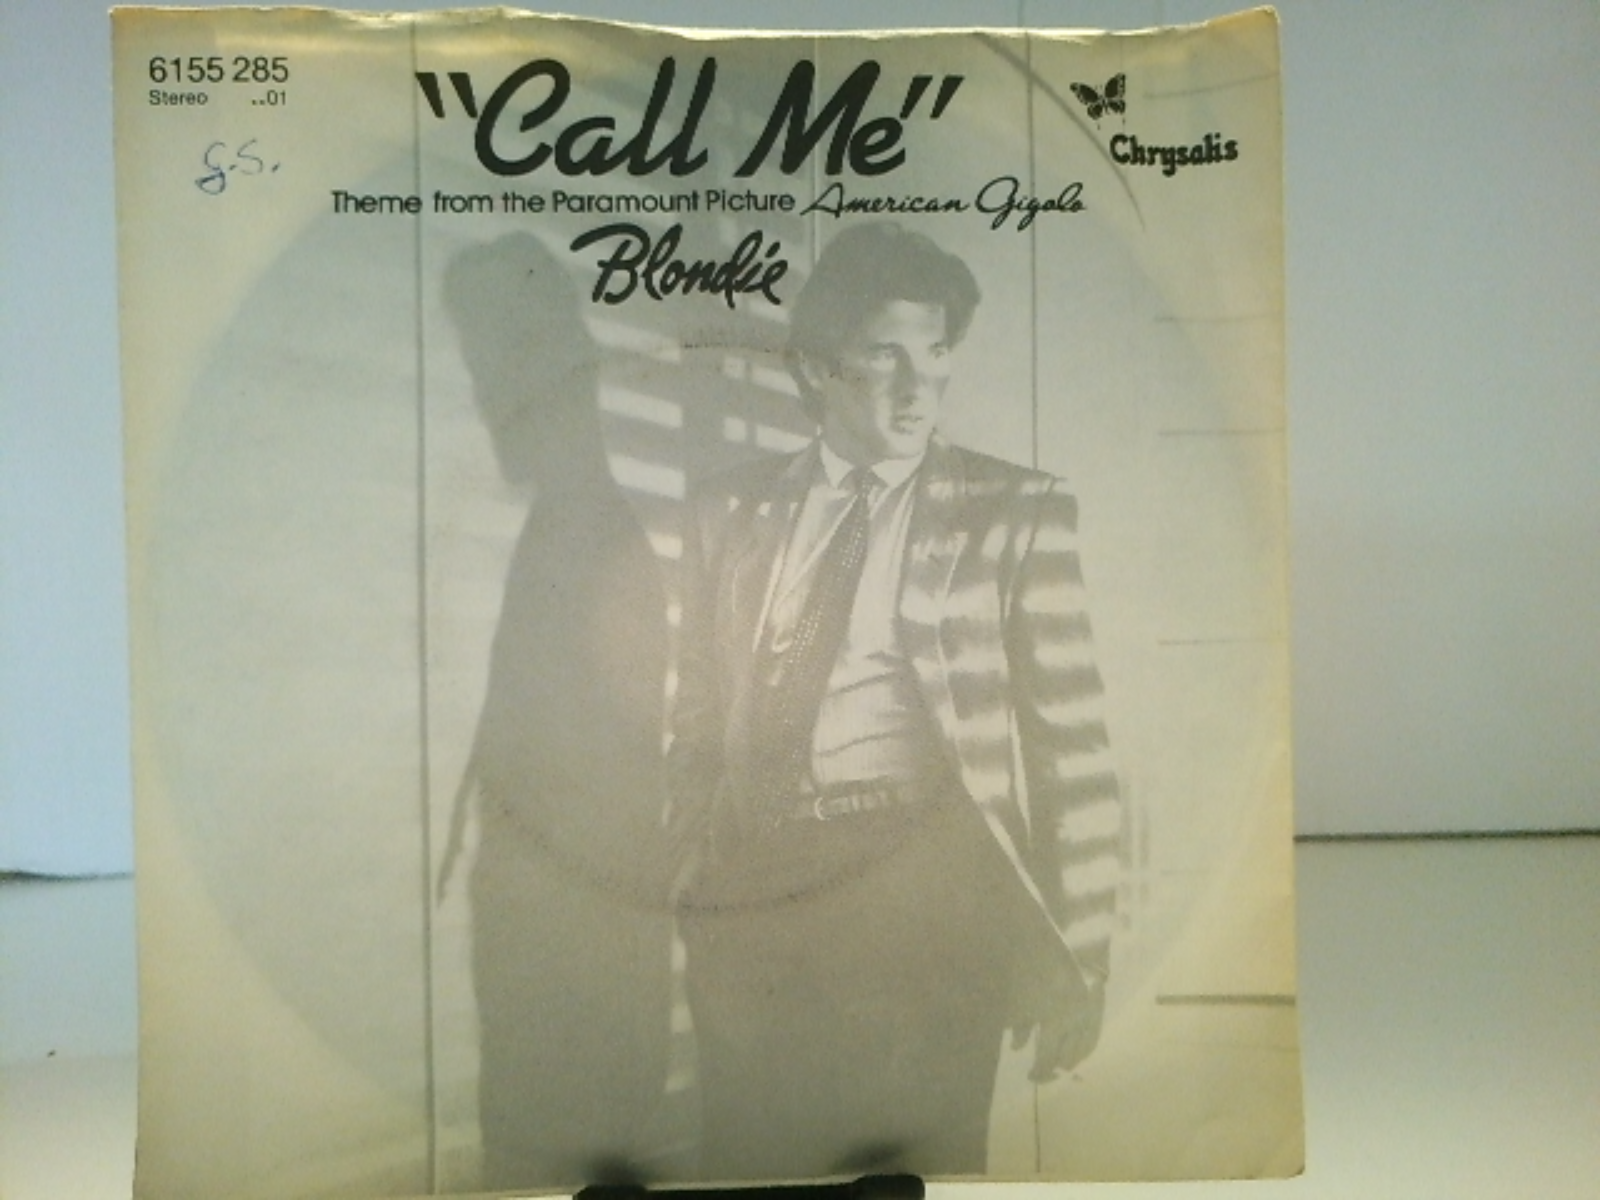 6155 285
Stereo ..01
G.S.
"Call Me"
Chrysalis
Theme from the Paramount Picture American Gigolo
Blondie